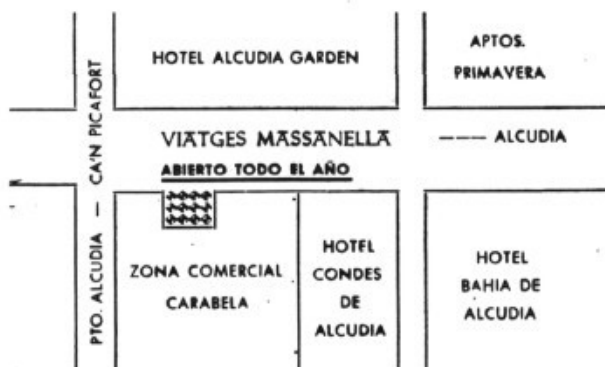 HOTEL ALCUDIA GARDEN
APTOS.
PRIMAVERA
PTO. ALCUDIA — CA'N PICAFORT
VIATGES MASSANELLA
---- ALCUDIA
ABIERTO TODO EL AÑO
ZONA COMERCIAL
CARABELA
HOTEL
CONDES
DE
ALCUDIA
HOTEL
BAHIA DE
ALCUDIA